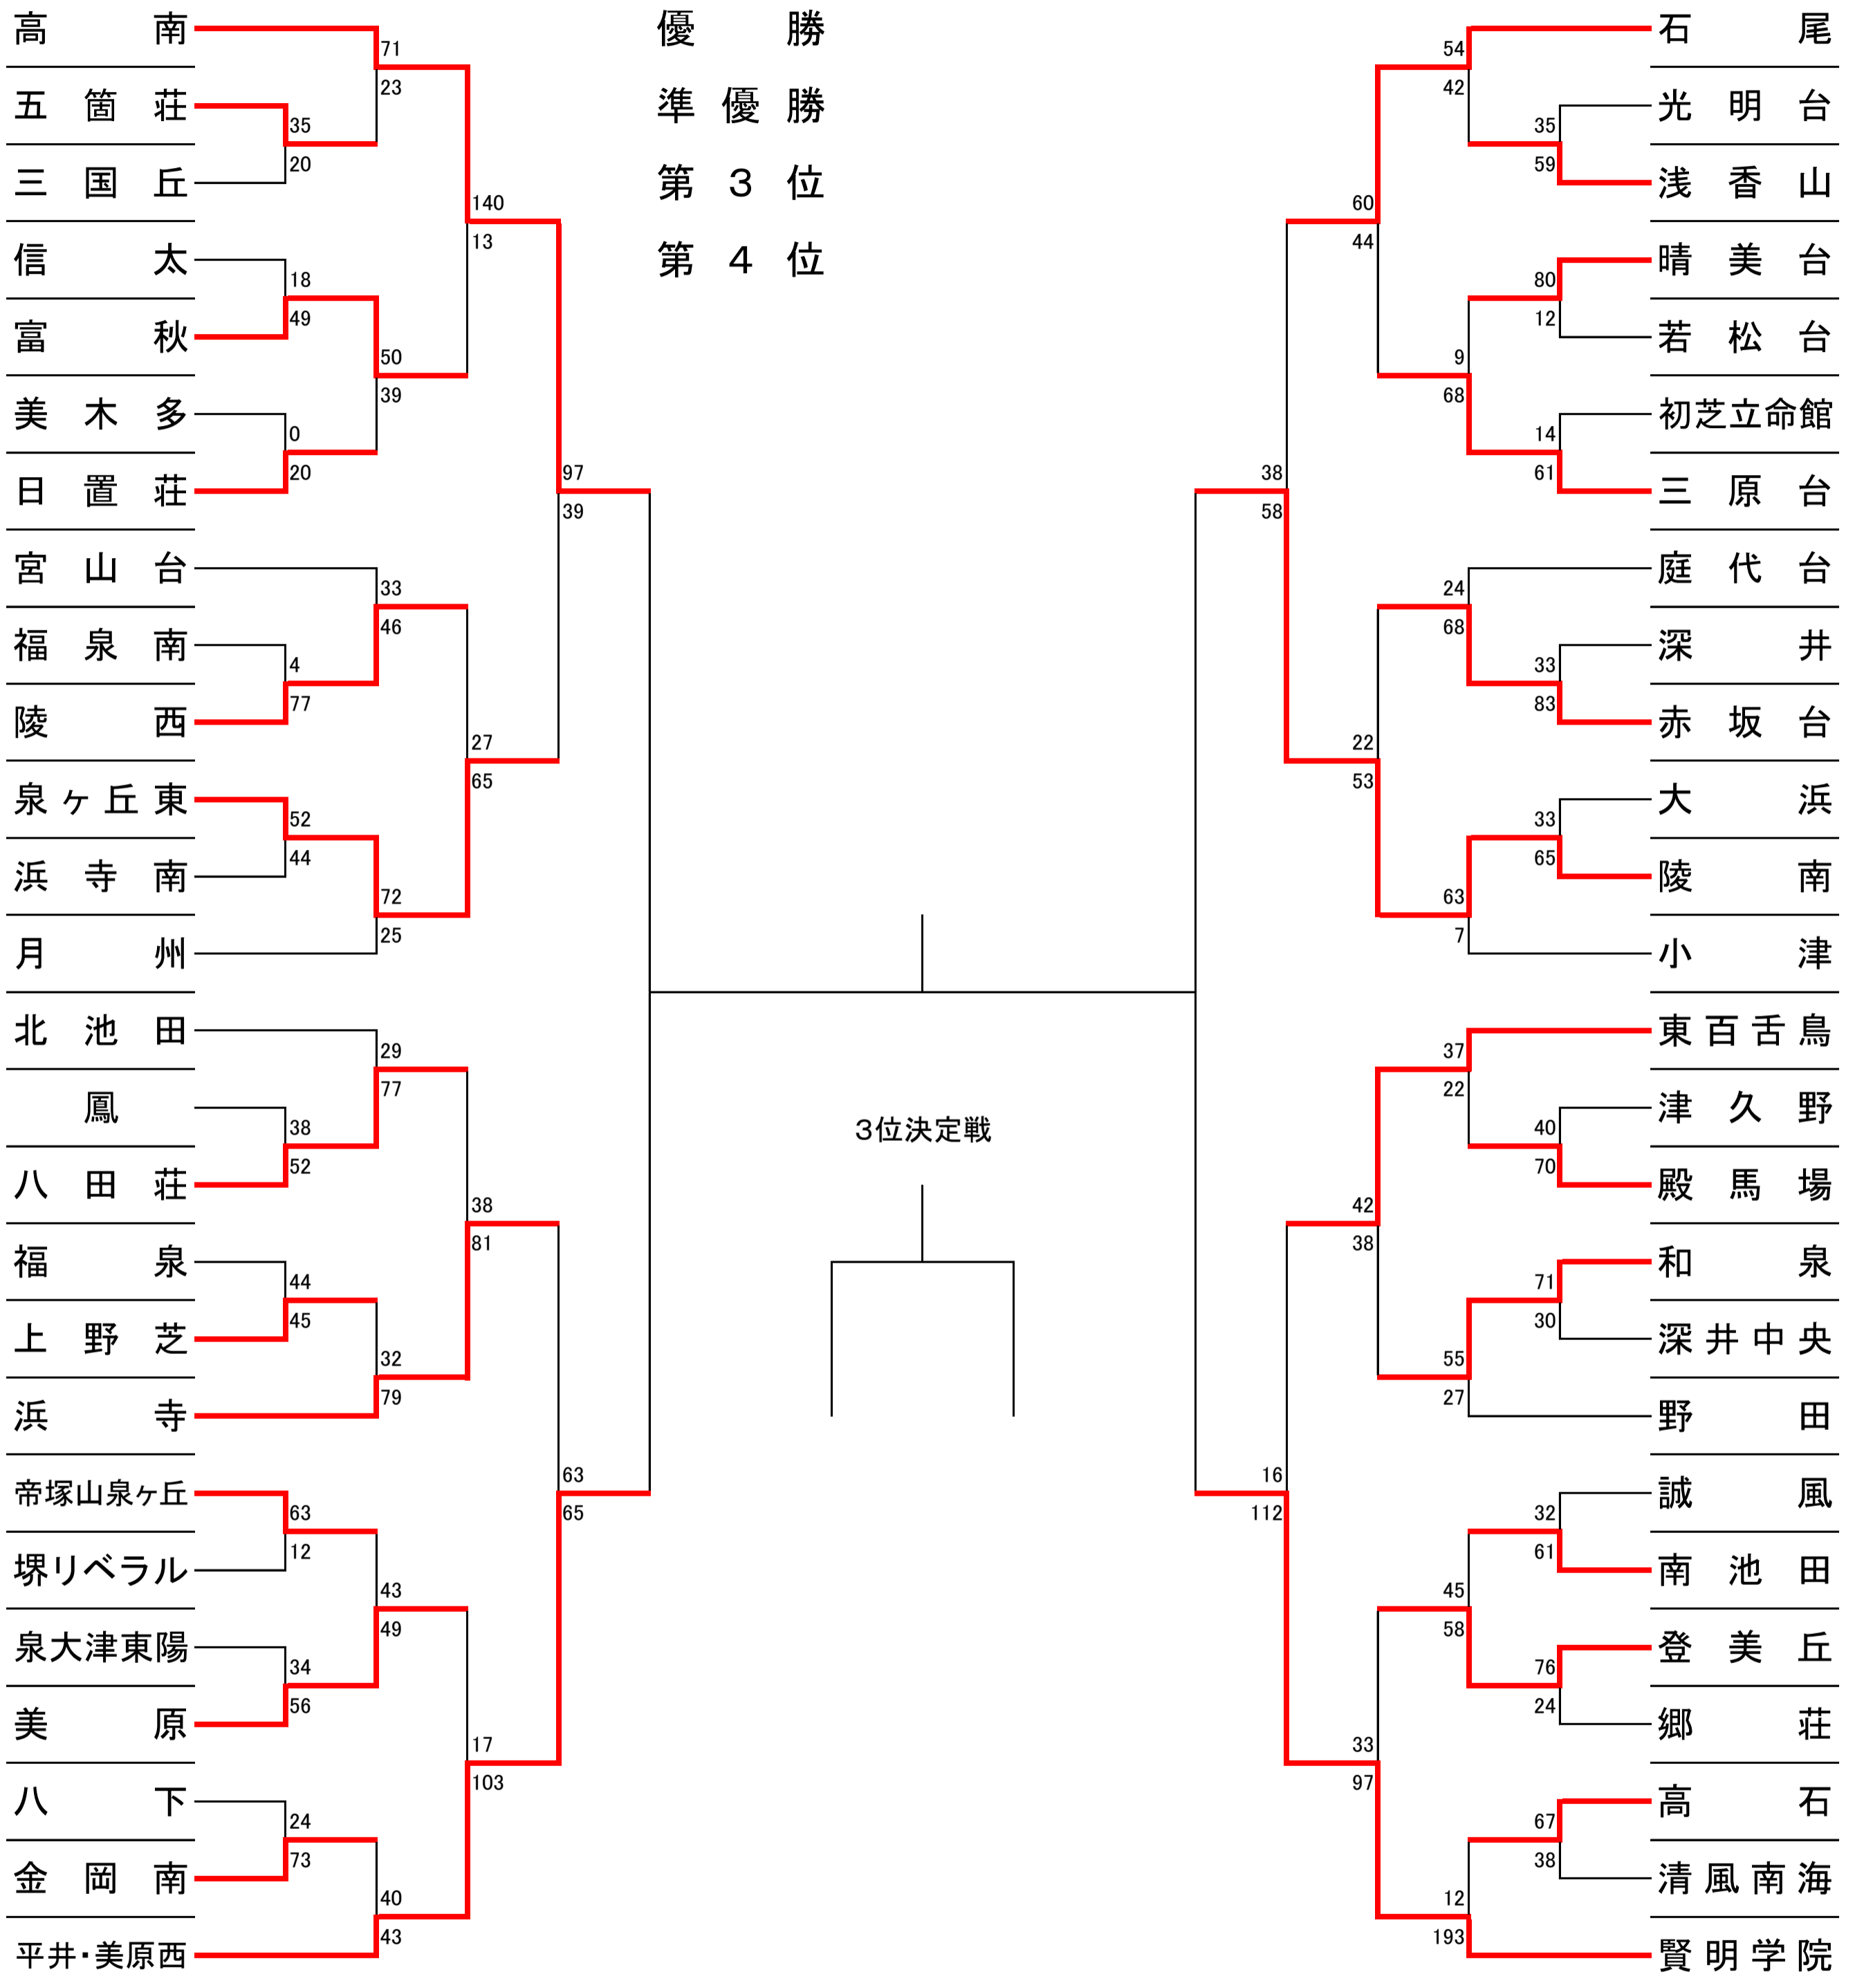 高南
71
23
五箇荘
35
20
三国丘
140
13
信太
18
49
富秋
50
39
美木多
0
20
日置荘
97
39
宮山台
33
46
福泉南
4
77
陵西
27
65
泉ヶ丘東
52
44
浜寺南
72
25
月州
北池田
29
77
鳳
38
52
八田荘
38
81
福泉
44
45
上野芝
32
79
浜寺
63
65
帝塚山泉ヶ丘
63
12
堺リベラル
43
49
泉大津東陽
34
56
美原
17
103
八下
24
73
金岡南
40
43
平井・美原西
優勝
準優勝
第3位
第4位
3位決定戦
石尾
54
42
光明台
35
59
浅香山
60
44
晴美台
80
12
若松台
9
68
初芝立命館
14
61
三原台
38
58
庭代台
24
68
深井
33
83
赤坂台
22
53
大浜
33
65
陵南
63
7
小津
東百舌鳥
37
22
津久野
40
70
殿馬場
42
38
和泉
71
30
深井中央
55
27
野田
16
112
誠風
32
61
南池田
45
58
登美丘
76
24
郷荘
33
97
高石
67
38
清風南海
12
193
賢明学院